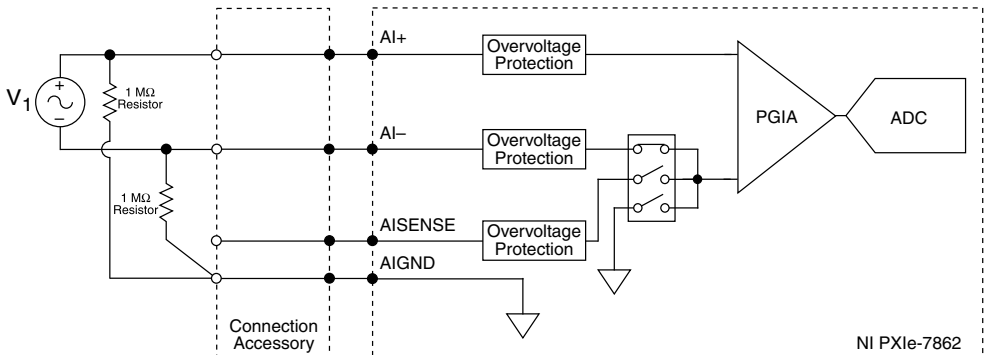 AI+
Overvoltage
Protection
+
V1
–
1 MΩ
Resistor
PGIA
ADC
AI–
Overvoltage
Protection
1 MΩ
Resistor
AISENSE
Overvoltage
Protection
AIGND
Connection
Accessory
NI PXIe-7862